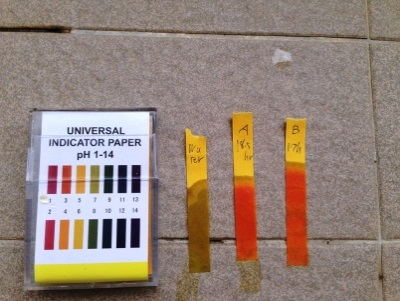 UNIVERSAL
INDICATOR PAPER
pH 1-14
1 3 5 7 9 11 13
2 4 6 8 10 12 14
Wa
ter
A
hr
B